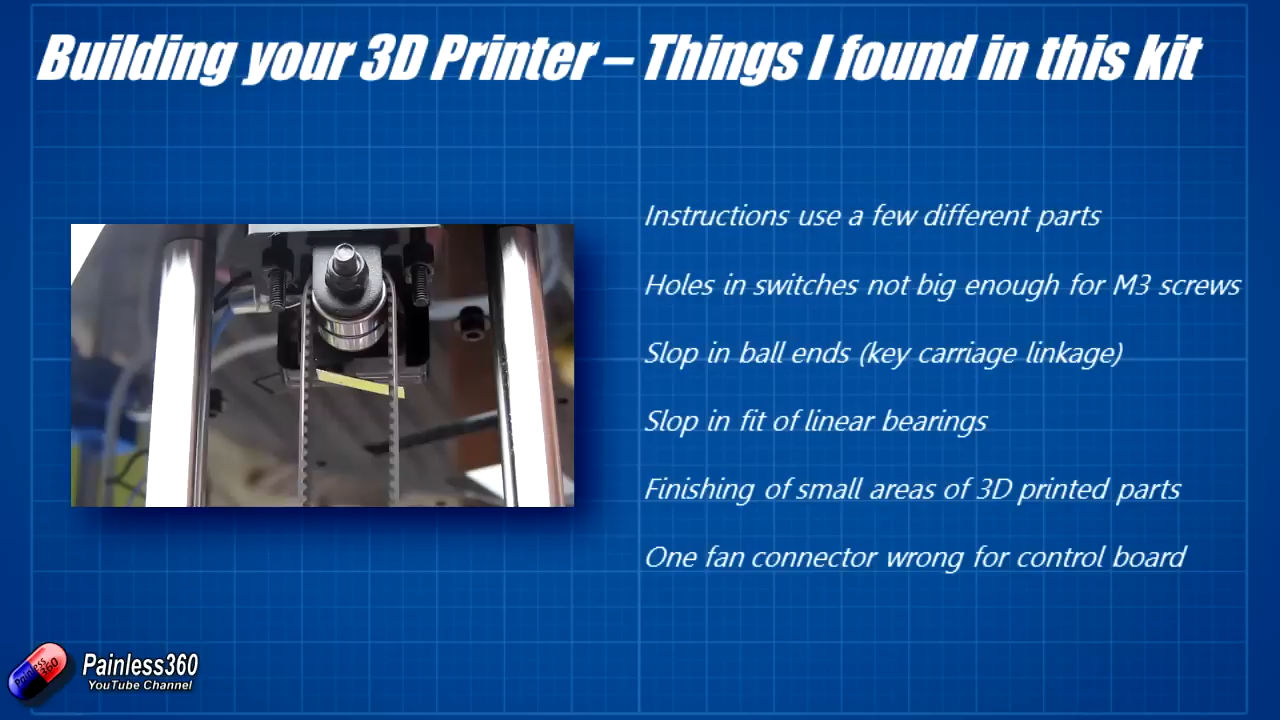 Building your 3D Printer – Things I found in this kit
Instructions use a few different parts
Holes in switches not big enough for M3 screws
Slop in ball ends (key carriage linkage)
Slop in fit of linear bearings
Finishing of small areas of 3D printed parts
One fan connector wrong for control board
Painless
360
Painless360
YouTube Channel